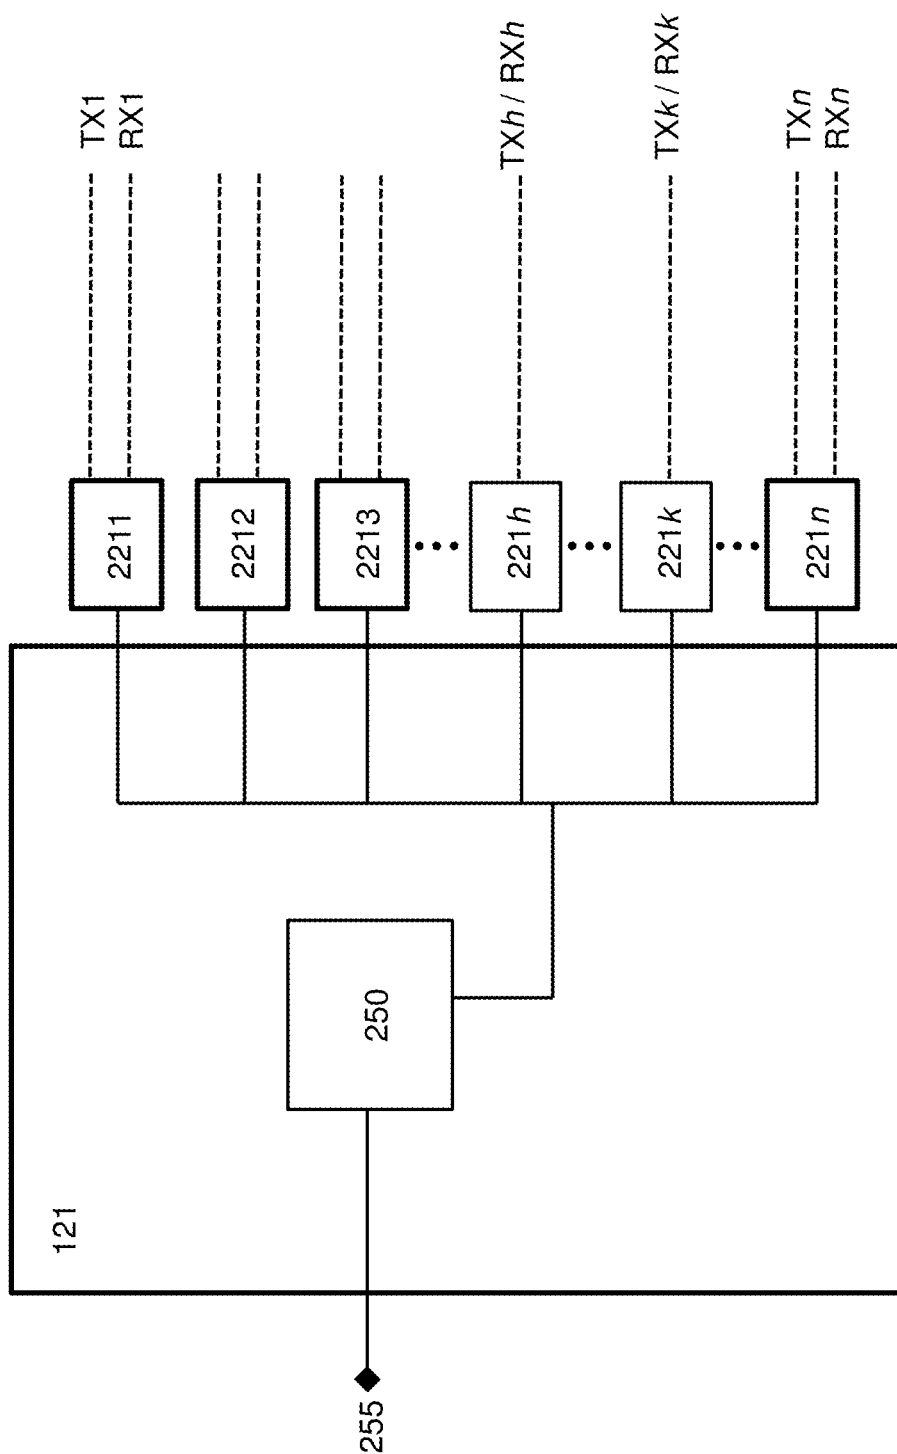 TX1
RX1
TXh / RXh
TXk / RXk
TXn
RXn
2211
2212
2213
221h
221k
221n
250
121
255